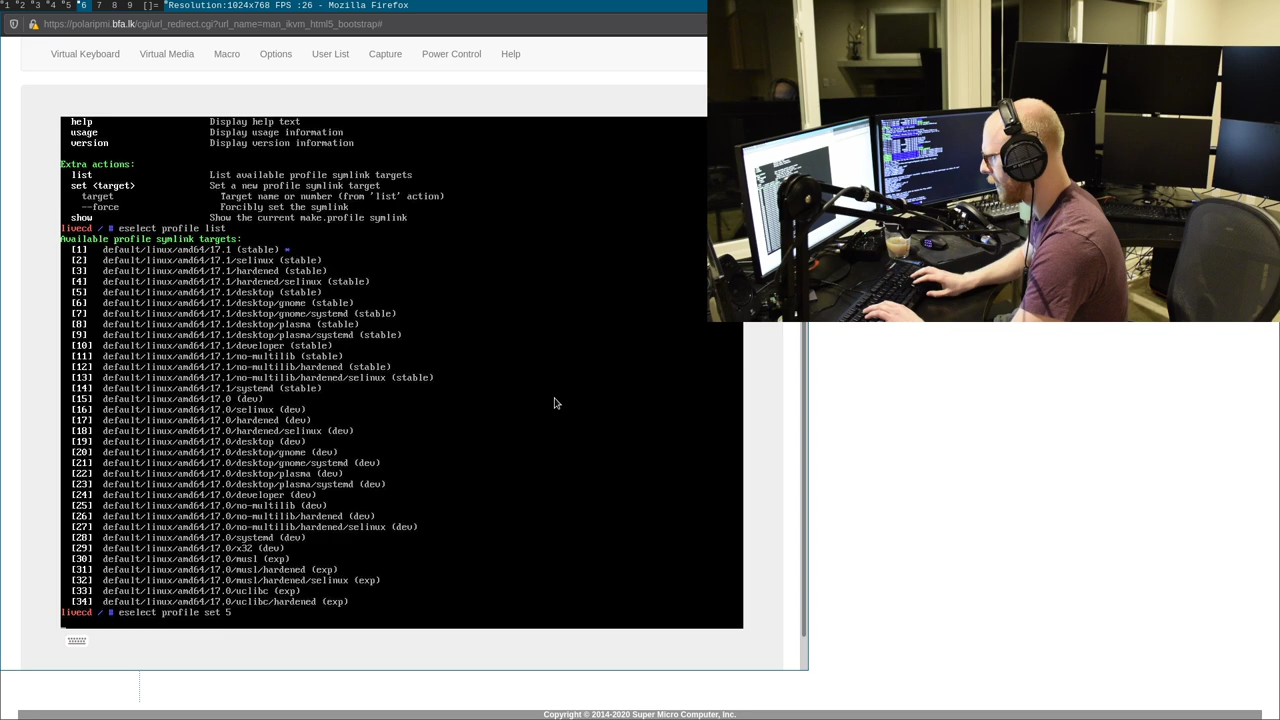 1 2 3 4 5 6 7 8 9 []= Resolution:1024x768 FPS :26 - Mozilla Firefox
https://polaripmi.bfa.lk/cgi/url_redirect.cgi?url_name=man_ikvm_html5_bootstrap#
Virtual Keyboard Virtual Media Macro Options User List Capture Power Control Help
help Display help text
usage Display usage information
version Display version information
Extra actions:
list List available profile symlink targets
set <target> Set a new profile symlink target
target Target name or number (from 'list' action)
--force Forcibly set the symlink
show Show the current make.profile symlink
livecd / # eselect profile list
Available profile symlink targets:
[1] default/linux/amd64/17.1 (stable) *
[2] default/linux/amd64/17.1/selinux (stable)
[3] default/linux/amd64/17.1/hardened (stable)
[4] default/linux/amd64/17.1/hardened/selinux (stable)
[5] default/linux/amd64/17.1/desktop (stable)
[6] default/linux/amd64/17.1/desktop/gnome (stable)
[7] default/linux/amd64/17.1/desktop/gnome/systemd (stable)
[8] default/linux/amd64/17.1/desktop/plasma (stable)
[9] default/linux/amd64/17.1/desktop/plasma/systemd (stable)
[10] default/linux/amd64/17.1/developer (stable)
[11] default/linux/amd64/17.1/no-multilib (stable)
[12] default/linux/amd64/17.1/no-multilib/hardened (stable)
[13] default/linux/amd64/17.1/no-multilib/hardened/selinux (stable)
[14] default/linux/amd64/17.1/systemd (stable)
[15] default/linux/amd64/17.0 (dev)
[16] default/linux/amd64/17.0/selinux (dev)
[17] default/linux/amd64/17.0/hardened (dev)
[18] default/linux/amd64/17.0/hardened/selinux (dev)
[19] default/linux/amd64/17.0/desktop (dev)
[20] default/linux/amd64/17.0/desktop/gnome (dev)
[21] default/linux/amd64/17.0/desktop/gnome/systemd (dev)
[22] default/linux/amd64/17.0/desktop/plasma (dev)
[23] default/linux/amd64/17.0/desktop/plasma/systemd (dev)
[24] default/linux/amd64/17.0/developer (dev)
[25] default/linux/amd64/17.0/no-multilib (dev)
[26] default/linux/amd64/17.0/no-multilib/hardened (dev)
[27] default/linux/amd64/17.0/no-multilib/hardened/selinux (dev)
[28] default/linux/amd64/17.0/systemd (dev)
[29] default/linux/amd64/17.0/x32 (dev)
[30] default/linux/amd64/17.0/musl (exp)
[31] default/linux/amd64/17.0/musl/hardened (exp)
[32] default/linux/amd64/17.0/musl/hardened/selinux (exp)
[33] default/linux/amd64/17.0/uclibc (exp)
[34] default/linux/amd64/17.0/uclibc/hardened (exp)
livecd / # eselect profile set 5
Copyright © 2014-2020 Super Micro Computer, Inc.